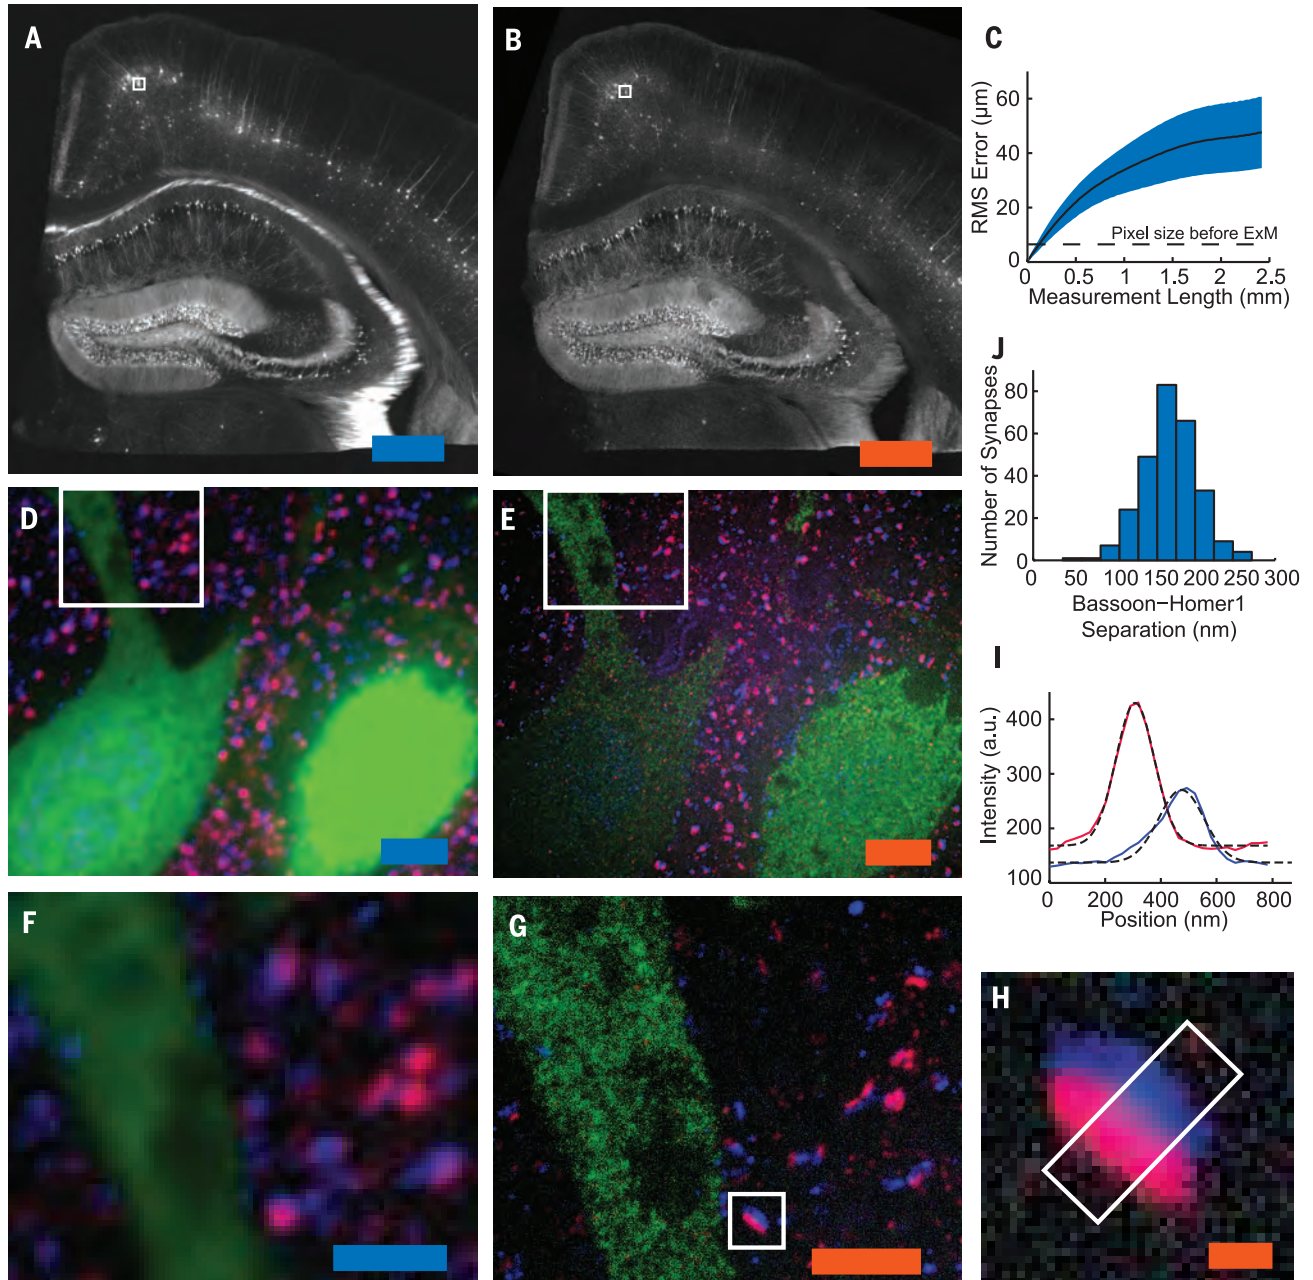 A
B
C
60
40
20
0
RMS Error (µm)
Pixel size before ExM
0 0.5 1 1.5 2 2.5
Measurement Length (mm)
D
E
J
80
60
40
20
0
Number of Synapses
0 50 100 150 200 250 300
Bassoon–Homer1
Separation (nm)
I
400
300
200
100
Intensity (a.u.)
0 200 400 600 800
Position (nm)
F
G
H